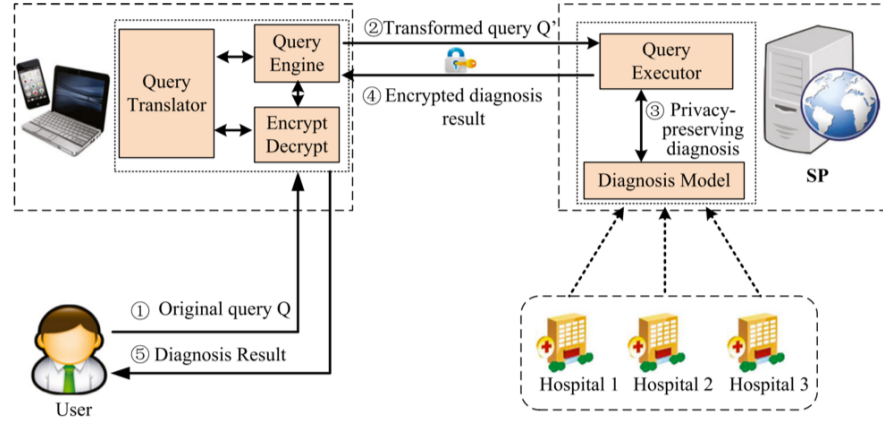 ②Transformed query Q’
Query
Engine
Query
Executor
Query
Translator
④ Encrypted diagnosis
result
③ Privacy-
preserving
diagnosis
Encrypt
Decrypt
Diagnosis Model
SP
① Original query Q
⑤ Diagnosis Result
User
Hospital 1
Hospital 2
Hospital 3